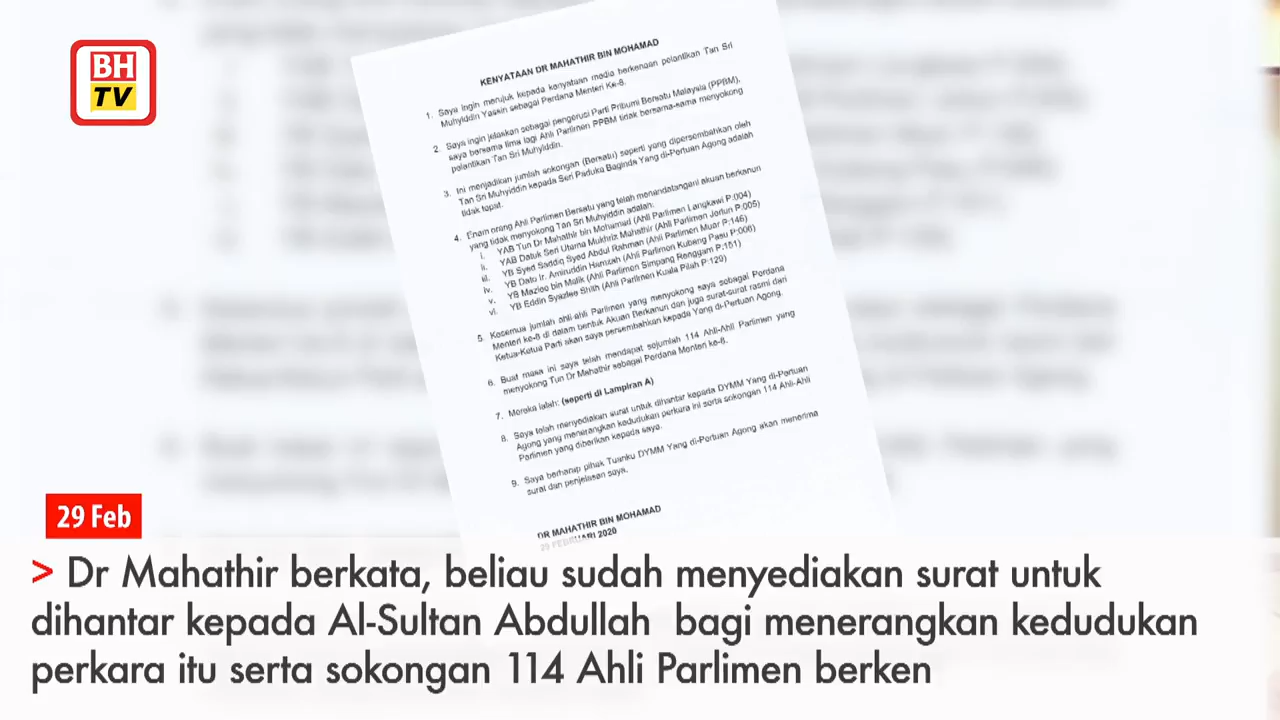 BH
TV
KENYATAAN DR MAHATHIR BIN MOHAMAD
1. Saya ingin merujuk kepada kenyataan media berkenaan pelantikan Tan Sri
Muhyiddin Yassin sebagai Perdana Menteri Ke-8.
2. Saya ingin jelaskan sebagai pengerusi Parti Pribumi Bersatu Malaysia (PPBM),
saya bersama lima lagi Ahli Parlimen PPBM tidak bersama-sama menyokong
pelantikan Tan Sri Muhyiddin.
3. Ini menjadikan jumlah sokongan (Bersatu) seperti yang dipersembahkan oleh
Tan Sri Muhyiddin kepada Seri Paduka Baginda Yang di-Pertuan Agong adalah
tidak tepat.
4. Enam orang Ahli Parlimen Bersatu yang telah menandatangani akuan berkanun
yang tidak menyokong Tan Sri Muhyiddin adalah:
i. YAB Tun Dr Mahathir bin Mohamad (Ahli Parlimen Langkawi P:004)
ii. YAB Datuk Seri Utama Mukhriz Mahathir (Ahli Parlimen Jerlun P:005)
iii. YB Syed Saddiq Syed Abdul Rahman (Ahli Parlimen Muar P:146)
iv. YB Dato Ir. Amiruddin Hamzah (Ahli Parlimen Kubang Pasu P:006)
v. YB Mazlee bin Malik (Ahli Parlimen Simpang Renggam P:151)
vi. YB Eddin Syazlee Shith (Ahli Parlimen Kuala Pilah P:129)
5. Kesemua jumlah ahli-ahli Parlimen yang menyokong saya sebagai Perdana
Menteri ke-8 di dalam bentuk Akuan Berkanun dan juga surat-surat rasmi dari
Ketua-Ketua Parti akan saya persembahkan kepada Yang di-Pertuan Agong.
6. Buat masa ini saya telah mendapat sejumlah 114 Ahli-Ahli Parlimen yang
menyokong Tun Dr Mahathir sebagai Perdana Menteri ke-8.
7. Mereka ialah: (seperti di Lampiran A)
8. Saya telah menyediakan surat untuk dihantar kepada DYMM Yang di-Pertuan
Agong yang menerangkan kedudukan perkara ini serta sokongan 114 Ahli-Ahli
Parlimen yang diberikan kepada saya.
9. Saya berharap pihak Tuanku DYMM Yang di-Pertuan Agong akan menerima
surat dan penjelasan saya.
DR MAHATHIR BIN MOHAMAD
29 FEBRUARI 2020
29 Feb
> Dr Mahathir berkata, beliau sudah menyediakan surat untuk
dihantar kepada Al-Sultan Abdullah bagi menerangkan kedudukan
perkara itu serta sokongan 114 Ahli Parlimen berken